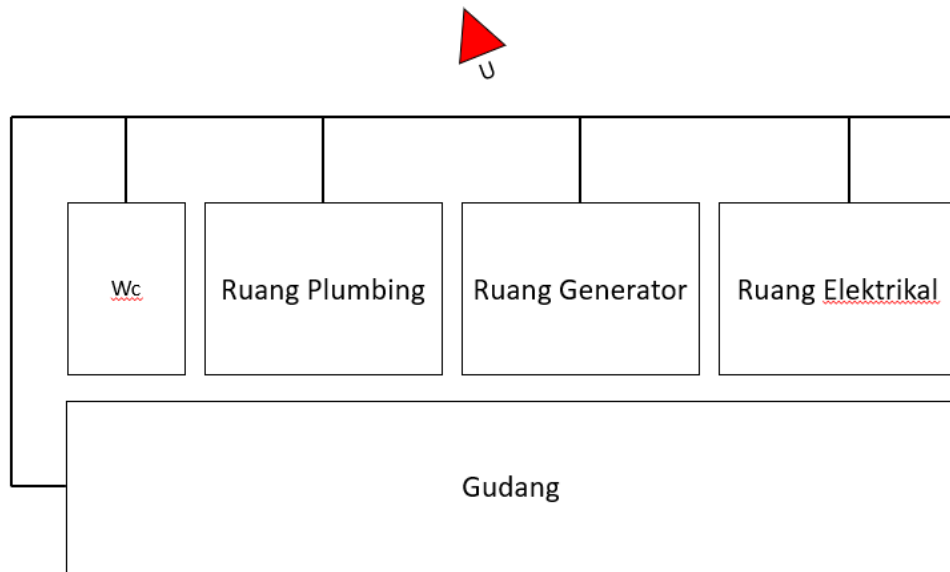 U
Wc
Ruang Plumbing
Ruang Generator
Ruang Elektrikal
Gudang